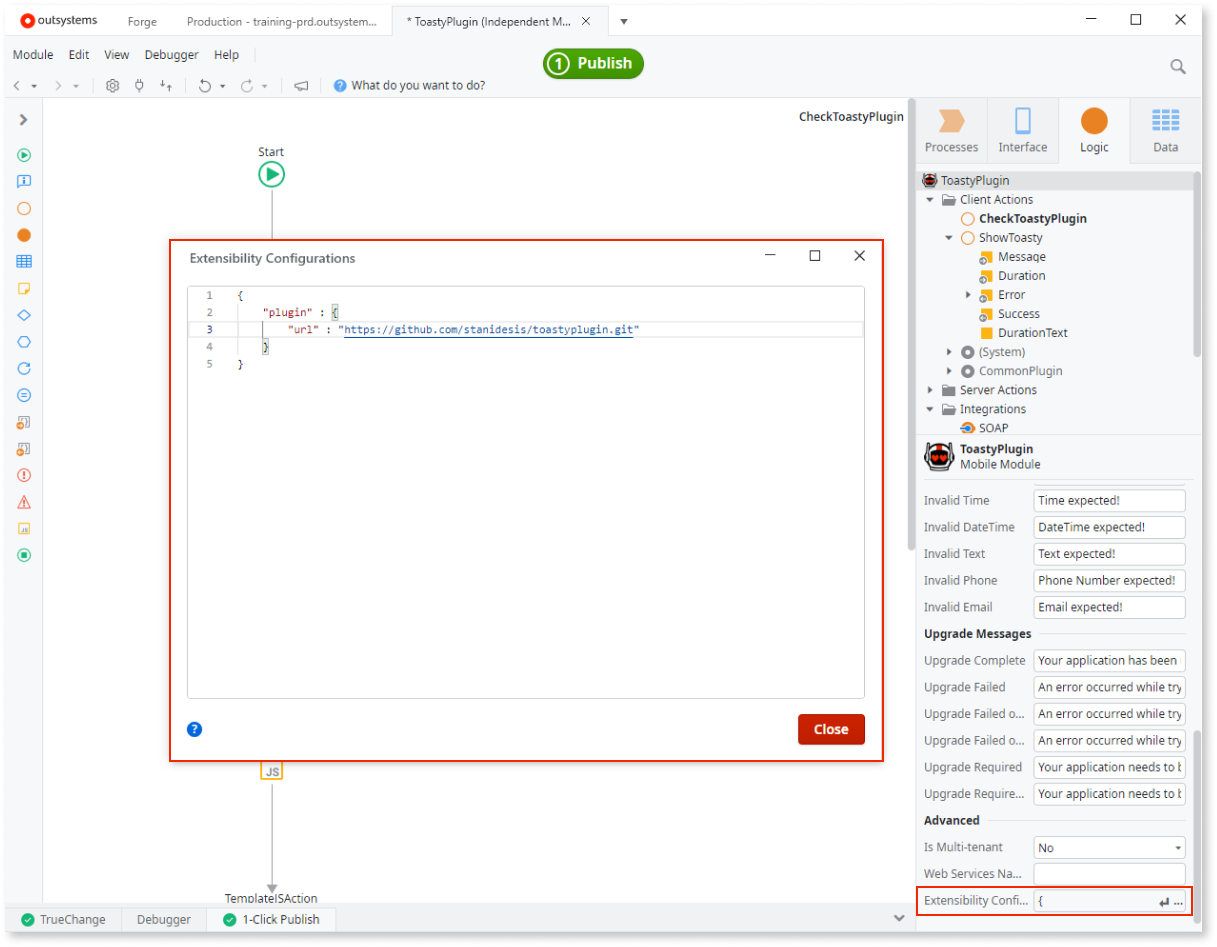 outsystems
Forge
Production - training-prd.outsystem...
* ToastyPlugin (Independent M...
Module Edit View Debugger Help
1 Publish
? What do you want to do?
CheckToastyPlugin
Start
JS
TemplateJSAction
Extensibility Configurations
1 {
2 "plugin" : {
3 "url" : "https://github.com/stanidesis/toastyplugin.git"
4 }
5 }
?
Close
JS
Processes
Interface
Logic
Data
ToastyPlugin
Client Actions
CheckToastyPlugin
ShowToasty
Message
Duration
Error
Success
DurationText
(System)
CommonPlugin
Server Actions
Integrations
SOAP
ToastyPlugin
Mobile Module
Invalid Time Time expected!
Invalid DateTime DateTime expected!
Invalid Text Text expected!
Invalid Phone Phone Number expected!
Invalid Email Email expected!
Upgrade Messages
Upgrade Complete Your application has been
Upgrade Failed An error occurred while try
Upgrade Failed o... An error occurred while try
Upgrade Failed o... An error occurred while try
Upgrade Required Your application needs to b
Upgrade Require... Your application needs to b
Advanced
Is Multi-tenant No
Web Services Na...
Extensibility Confi... { ...
TrueChange
Debugger
1-Click Publish